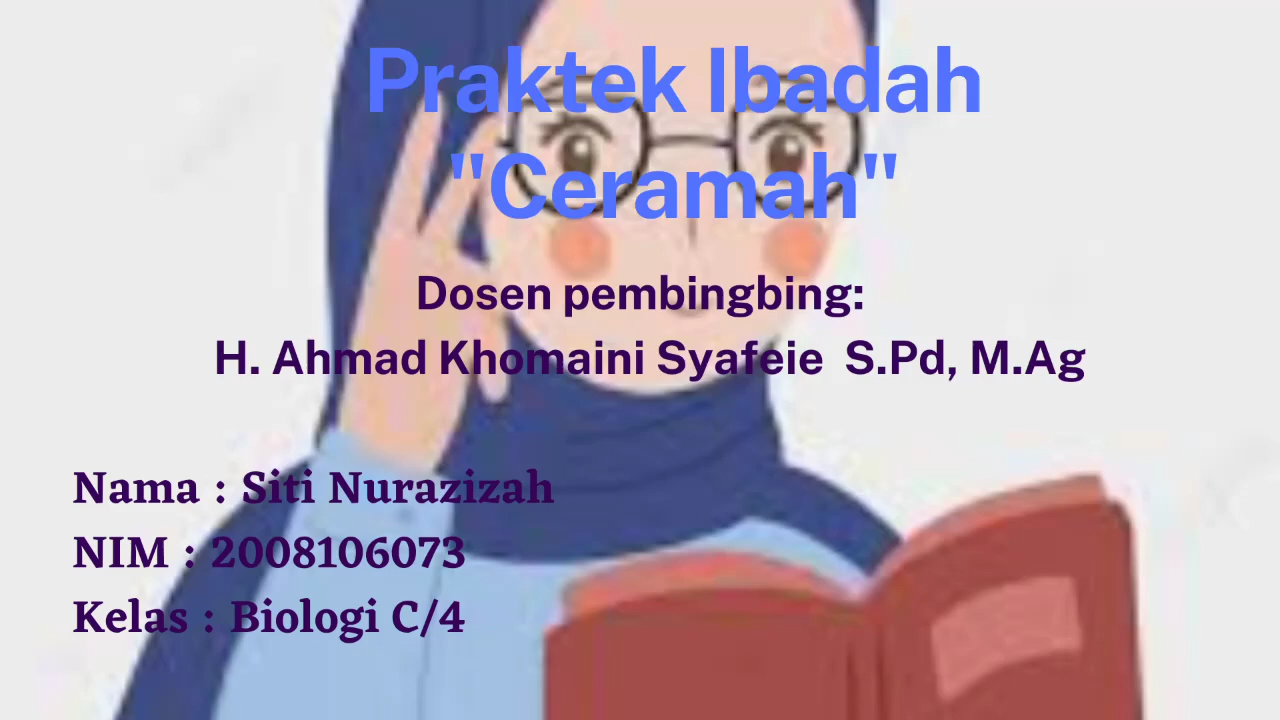 Praktek Ibadah
"Ceramah"
Dosen pembingbing:
H. Ahmad Khomaini Syafeie S.Pd, M.Ag
Nama : Siti Nurazizah
NIM : 2008106073
Kelas : Biologi C/4